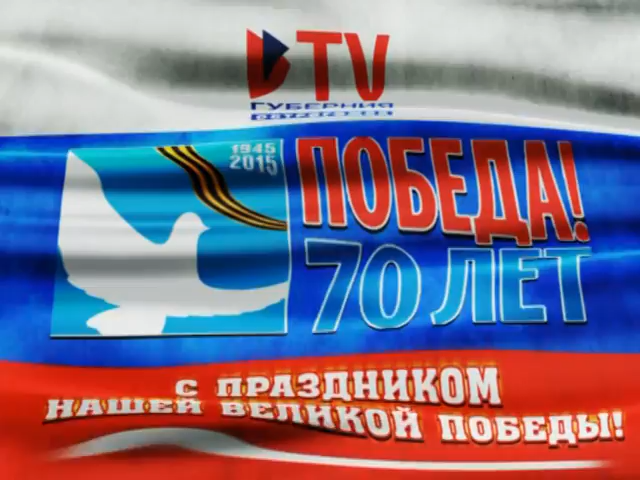 TV
ГУБЕРНИЯ
1945
2015
ПОБЕДА!
70 ЛЕТ
С ПРАЗДНИКОМ
НАШЕЙ ВЕЛИКОЙ ПОБЕДЫ!